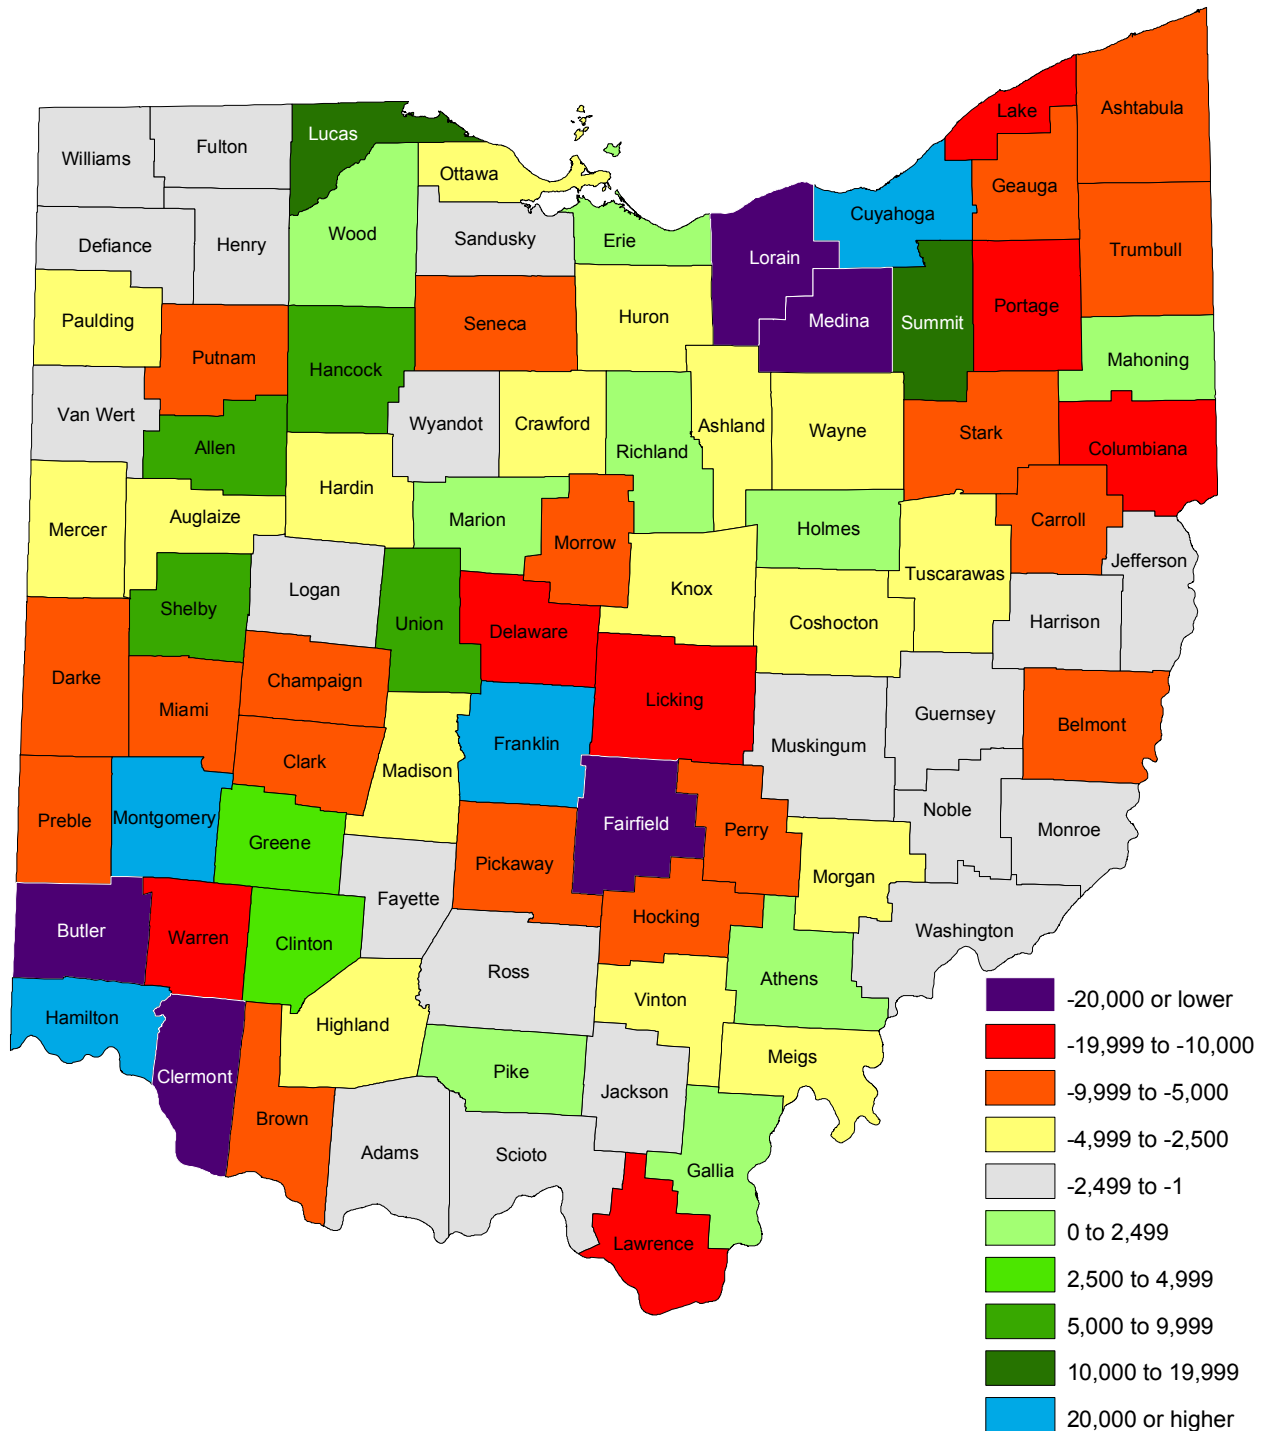 Lake
Ashtabula
Lucas
Fulton
Williams
Ottawa
Geauga
Cuyahoga
Wood
Sandusky
Erie
Defiance
Henry
Trumbull
Lorain
Portage
Paulding
Huron
Medina
Summit
Seneca
Putnam
Mahoning
Hancock
Van Wert
Wyandot
Crawford
Ashland
Wayne
Stark
Allen
Richland
Columbiana
Hardin
Auglaize
Marion
Carroll
Mercer
Holmes
Morrow
Jefferson
Tuscarawas
Logan
Knox
Shelby
Union
Delaware
Coshocton
Harrison
Darke
Champaign
Licking
Miami
Guernsey
Belmont
Franklin
Muskingum
Clark
Madison
Noble
Preble
Montgomery
Fairfield
Perry
Monroe
Greene
Pickaway
Morgan
Fayette
Hocking
Butler
Warren
Clinton
Washington
Ross
Athens
Vinton
Hamilton
Highland
Meigs
Clermont
Pike
Jackson
Brown
Adams
Scioto
Gallia
Lawrence
-20,000 or lower
-19,999 to -10,000
-9,999 to -5,000
-4,999 to -2,500
-2,499 to -1
0 to 2,499
2,500 to 4,999
5,000 to 9,999
10,000 to 19,999
20,000 or higher